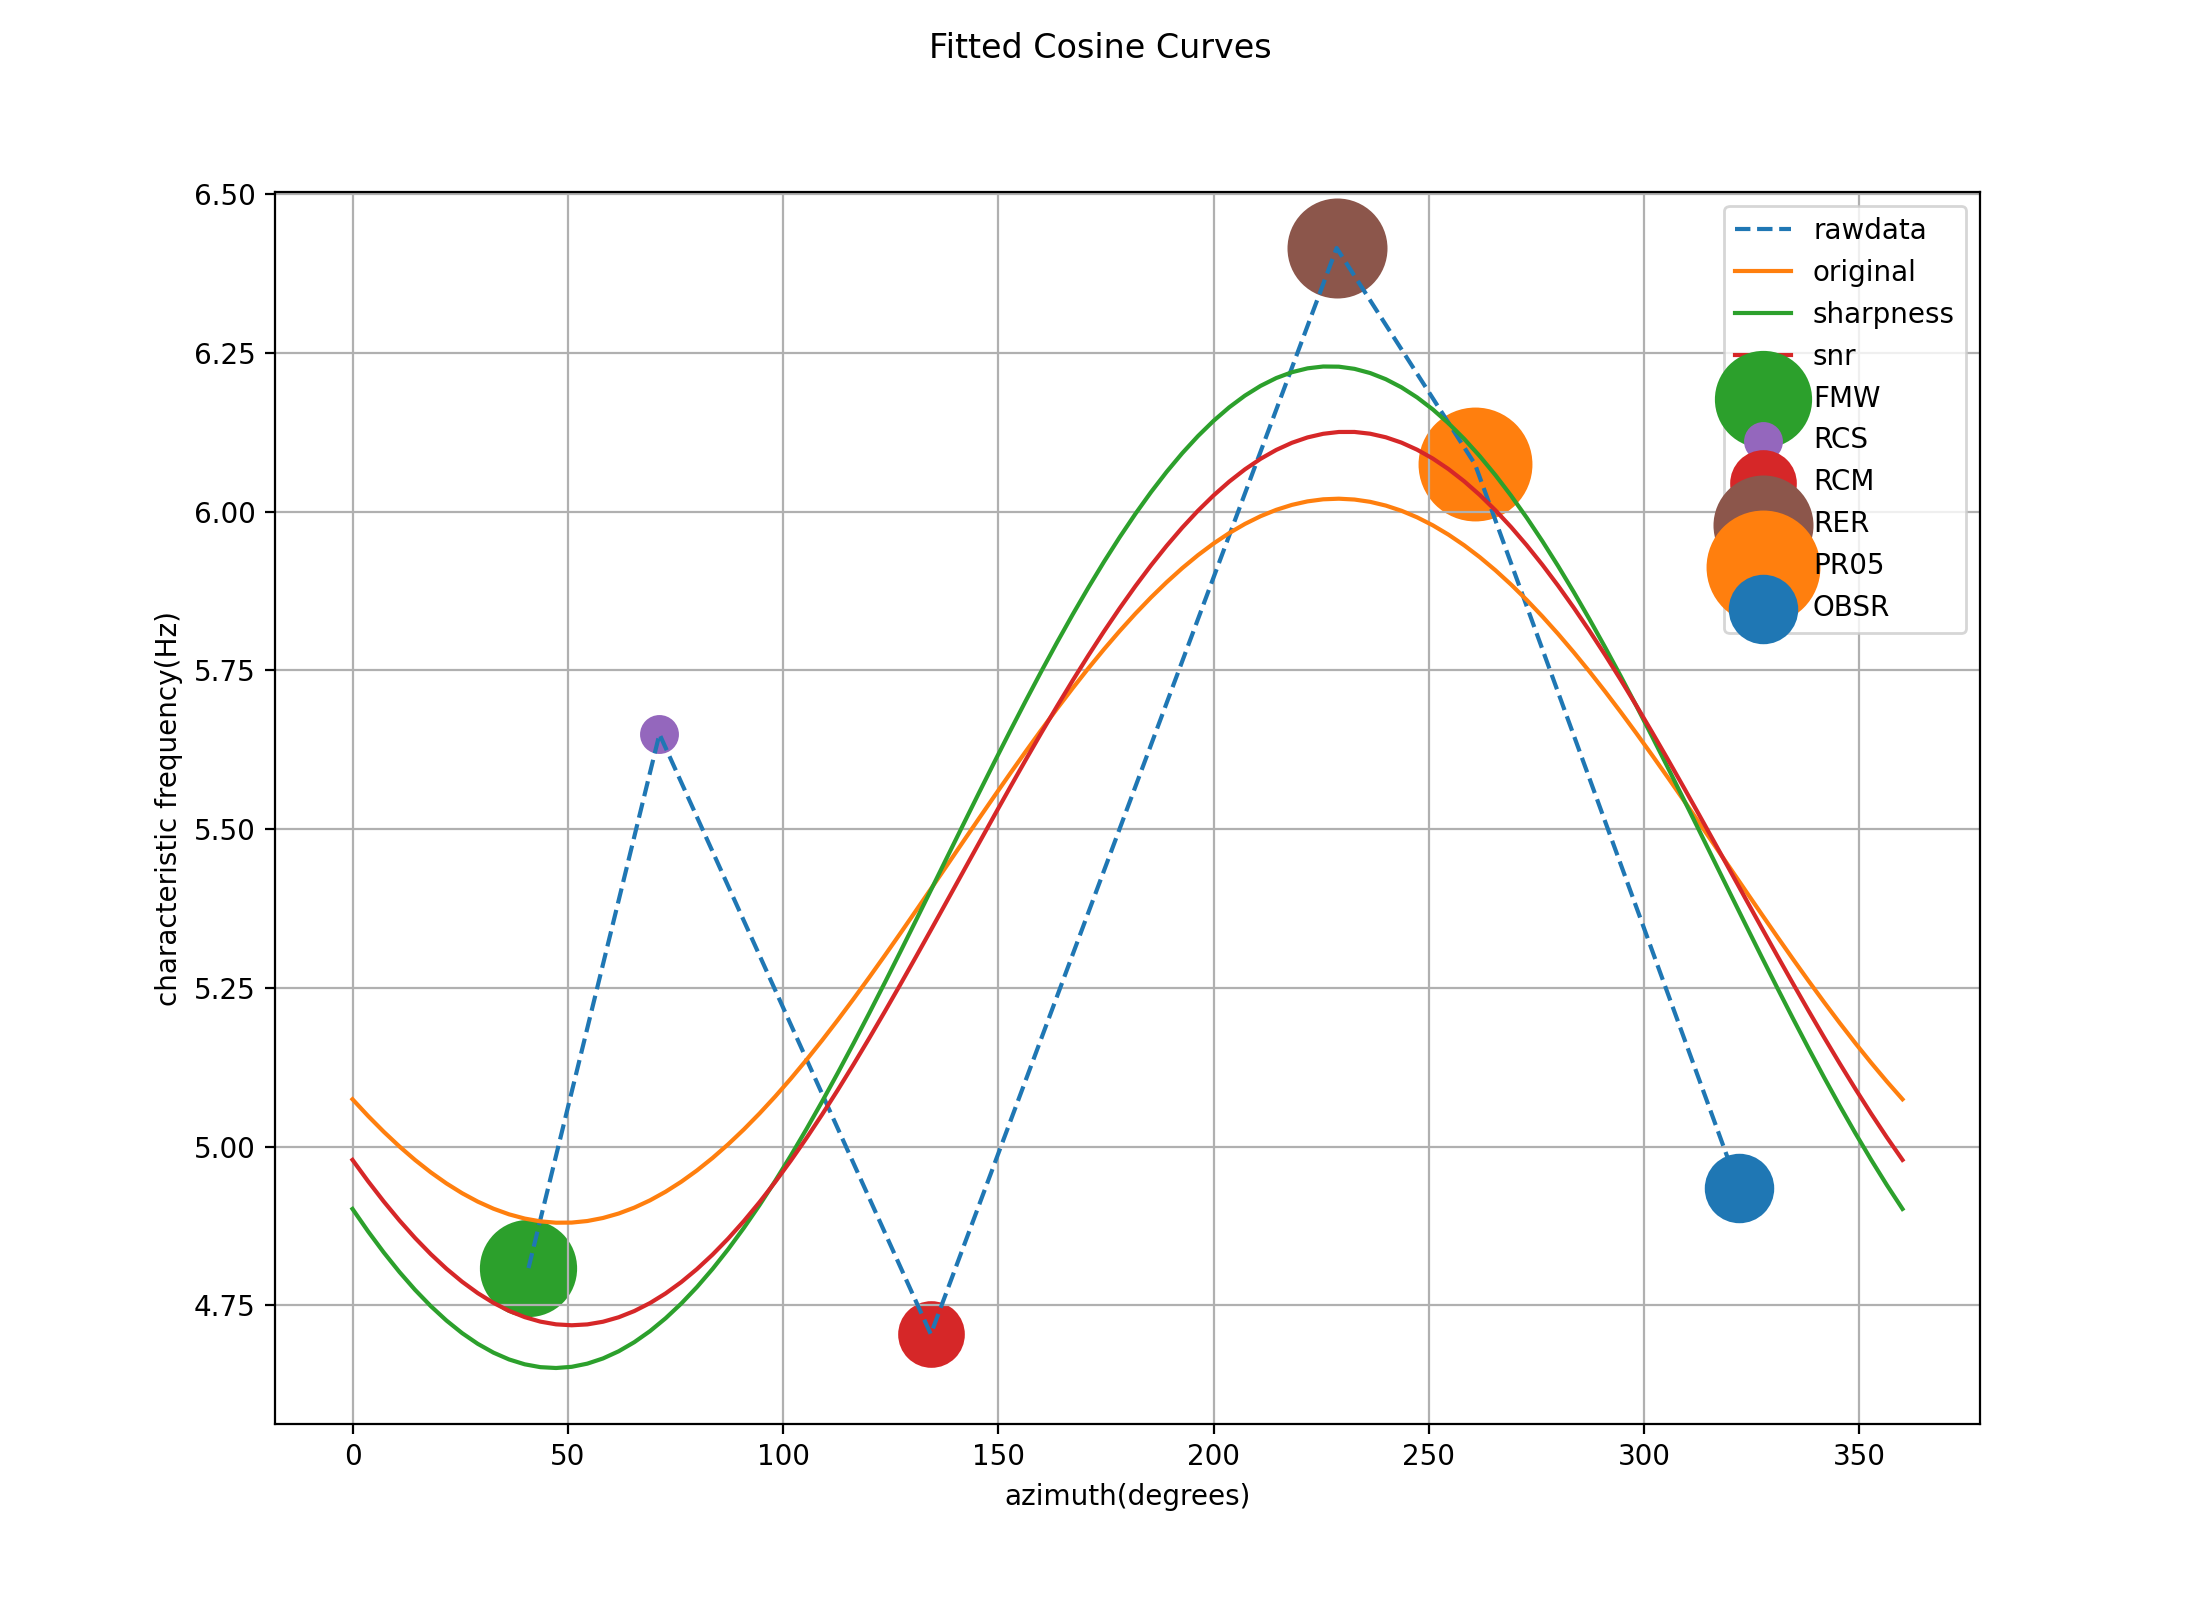 Fitted Cosine Curves
6.50
6.25
6.00
5.75
5.50
5.25
5.00
4.75
characteristic frequency(Hz)
rawdata
original
sharpness
snr
FMW
RCS
RCM
RER
PR05
OBSR
0 50 100 150 200 250 300 350
azimuth(degrees)